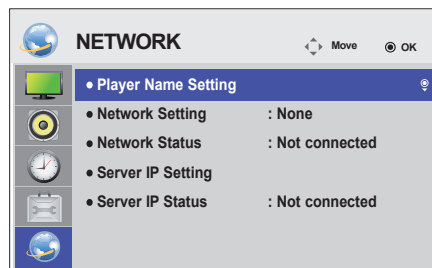 NETWORK Move OK
• Player Name Setting
• Network Setting : None
• Network Status : Not connected
• Server IP Setting
• Server IP Status : Not connected